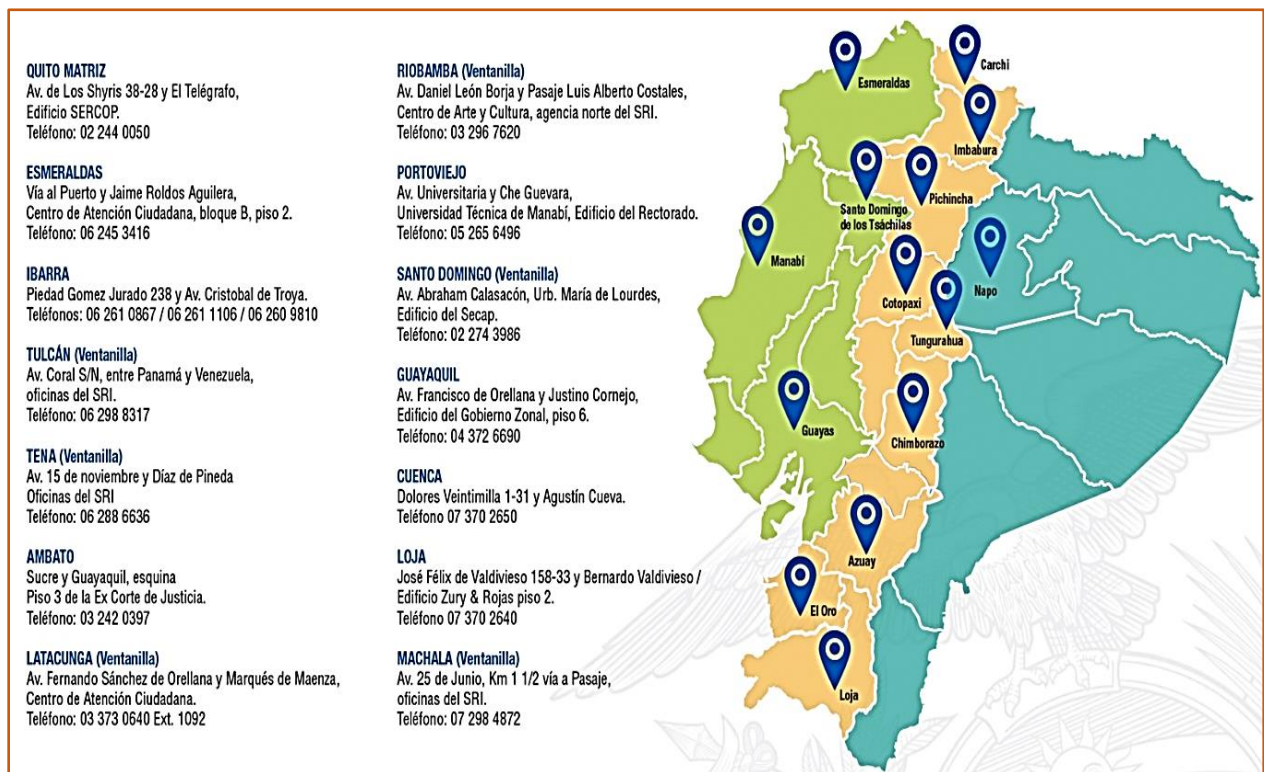 QUITO MATRIZ
Av. de Los Shyris 38-28 y El Telégrafo,
Edificio SERCOP.
Teléfono: 02 244 0050
ESMERALDAS
Vía al Puerto y Jaime Roldos Aguilera,
Centro de Atención Ciudadana, bloque B, piso 2.
Teléfono: 06 245 3416
IBARRA
Piedad Gomez Jurado 238 y Av. Cristobal de Troya.
Teléfonos: 06 261 0867 / 06 261 1106 / 06 260 9810
TULCÁN (Ventanilla)
Av. Coral S/N, entre Panamá y Venezuela,
oficinas del SRI.
Teléfono: 06 298 8317
TENA (Ventanilla)
Av. 15 de noviembre y Díaz de Pineda
Oficinas del SRI
Teléfono: 06 288 6636
AMBATO
Sucre y Guayaquil, esquina
Piso 3 de la Ex Corte de Justicia.
Teléfono: 03 242 0397
LATACUNGA (Ventanilla)
Av. Fernando Sánchez de Orellana y Marqués de Maenza,
Centro de Atención Ciudadana.
Teléfono: 03 373 0640 Ext. 1092
RIOBAMBA (Ventanilla)
Av. Daniel León Borja y Pasaje Luis Alberto Costales,
Centro de Arte y Cultura, agencia norte del SRI.
Teléfono: 03 296 7620
PORTOVIEJO
Av. Universitaria y Che Guevara,
Universidad Técnica de Manabí, Edificio del Rectorado.
Teléfono: 05 265 6496
SANTO DOMINGO (Ventanilla)
Av. Abraham Calasacón, Urb. María de Lourdes,
Edificio del Secap.
Teléfono: 02 274 3986
GUAYAQUIL
Av. Francisco de Orellana y Justino Cornejo,
Edificio del Gobierno Zonal, piso 6.
Teléfono: 04 372 6690
CUENCA
Dolores Veintimilla 1-31 y Agustín Cueva.
Teléfono 07 370 2650
LOJA
José Félix de Valdivieso 158-33 y Bernardo Valdivieso /
Edificio Zury & Rojas piso 2.
Teléfono 07 370 2640
MACHALA (Ventanilla)
Av. 25 de Junio, Km 1 1/2 vía a Pasaje,
oficinas del SRI.
Teléfono: 07 298 4872
Carchi
Esmeraldas
Imbabura
Pichincha
Santo Domingo
de los Tsáchilas
Manabí
Napo
Cotopaxi
Tungurahua
Guayas
Chimborazo
Azuay
El Oro
Loja